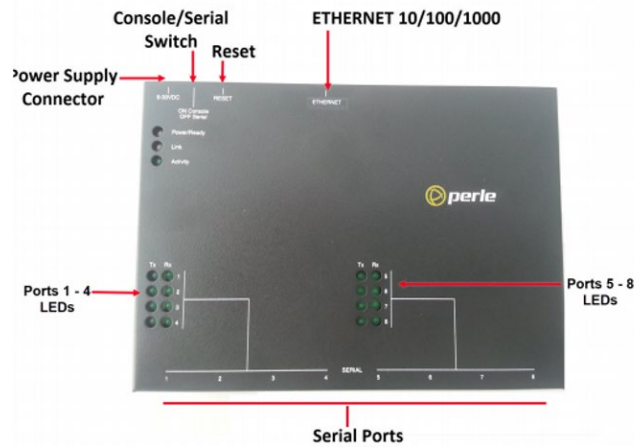 Console/Serial
Switch
Reset
ETHERNET 10/100/1000
Power Supply
Connector
9-30VDC
ON Console
OFF Serial
RESET
ETHERNET
Power/Ready
Link
Activity
perle
Tx Rx
1
2
3
4
Tx Rx
5
6
7
8
Ports 1 - 4
LEDs
Ports 5 - 8
LEDs
SERIAL
1 2 3 4 5 6 7 8
Serial Ports